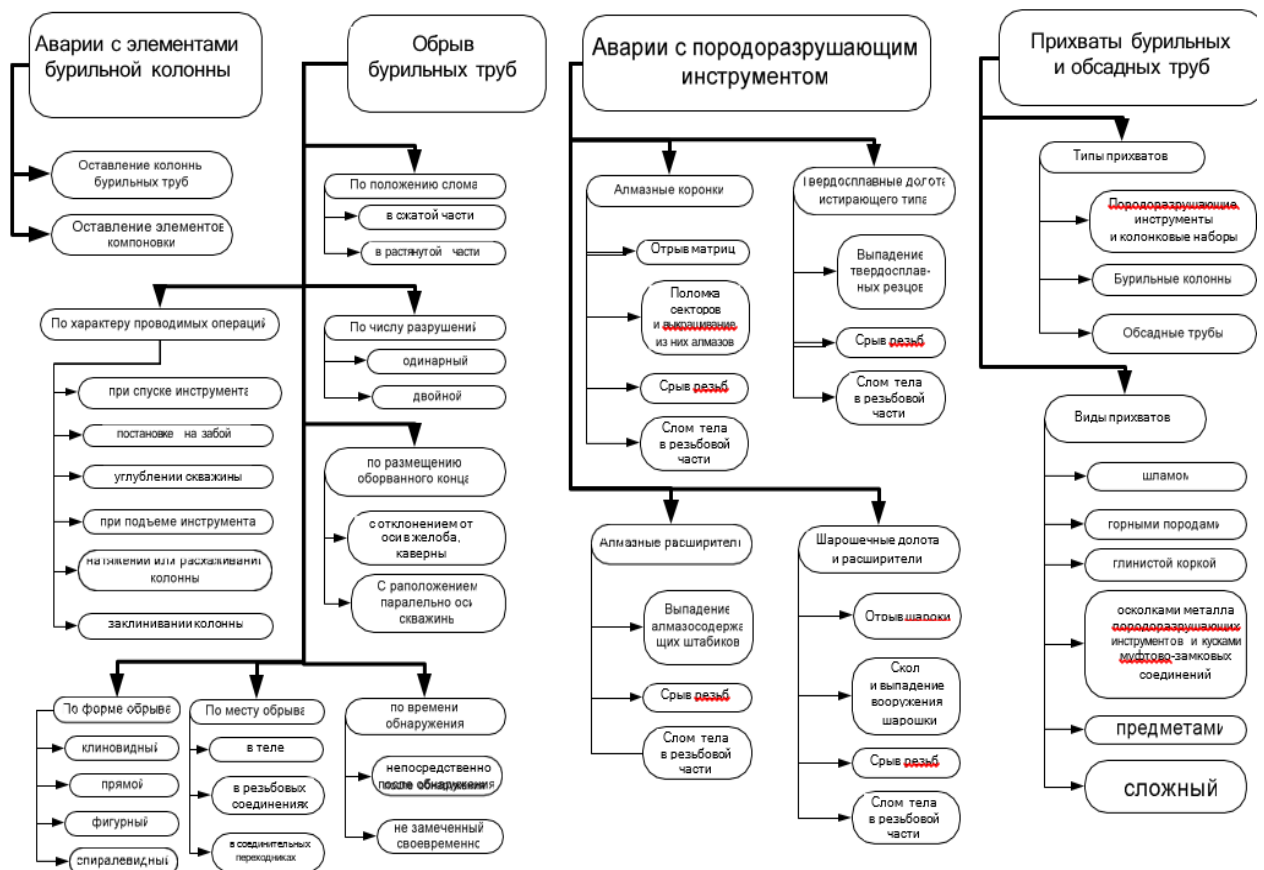 Аварии с элементами
бурильной колонны
Оставление колоннь
бурильных труб
Оставление элементов
компоновки
Обрыв
бурильных труб
По положению слома
в сжатой части
в растянутой части
По характеру проводимых операций
при спуске инструмента
постановке на забой
углублении скважины
при подъеме инструмента
натяжении или расхаживании
колонны
заклинивании колонны
По числу разрушений
одинарный
двойной
по размещению
оборванного конца
с отклонением от
оси в желоба,
каверны
С раположением
паралельно оси
скважинь
По форме обрыва
клиновидный
прямой
фигурный
спиралевидный
По месту обрыва
в теле
в резьбовых
соединениях
в соединительных
переходниках
по времени
обнаружения
непосредственно
после обнаружения
не замеченный
своевременно
Аварии с породоразрушающим
инструментом
Алмазные коронки
Отрыв матриц
Поломка
секторов
и выкрашивание
из них алмазов
Срыв резьб
Слом тела
в резьбовой
части
Твердосплавные долота
истирающего типа
Выпадение
твердосплав-
ных резцов
Срыв резьб
Слом тела
в резьбовой
части
Алмазные расширители
Выпадение
алмазосодержа
щих штабиков
Срыв резьб
Слом тела
в резьбовой
части
Шарошечные долота
и расширители
Отрыв шароки
Скол
и выпадение
вооружения
шарошки
Срыв резьб
Слом тела
в резьбовой
части
Прихваты бурильных
и обсадных труб
Типы прихватов
Породоразрушающие
инструменты
и колонковые наборы
Бурильные колонны
Обсадные трубы
Виды прихватов
шламом
горными породами
глинистой коркой
осколками металла
породоразрушающих
инструментов и кусками
муфтово-замковых
соединений
предметами
сложный